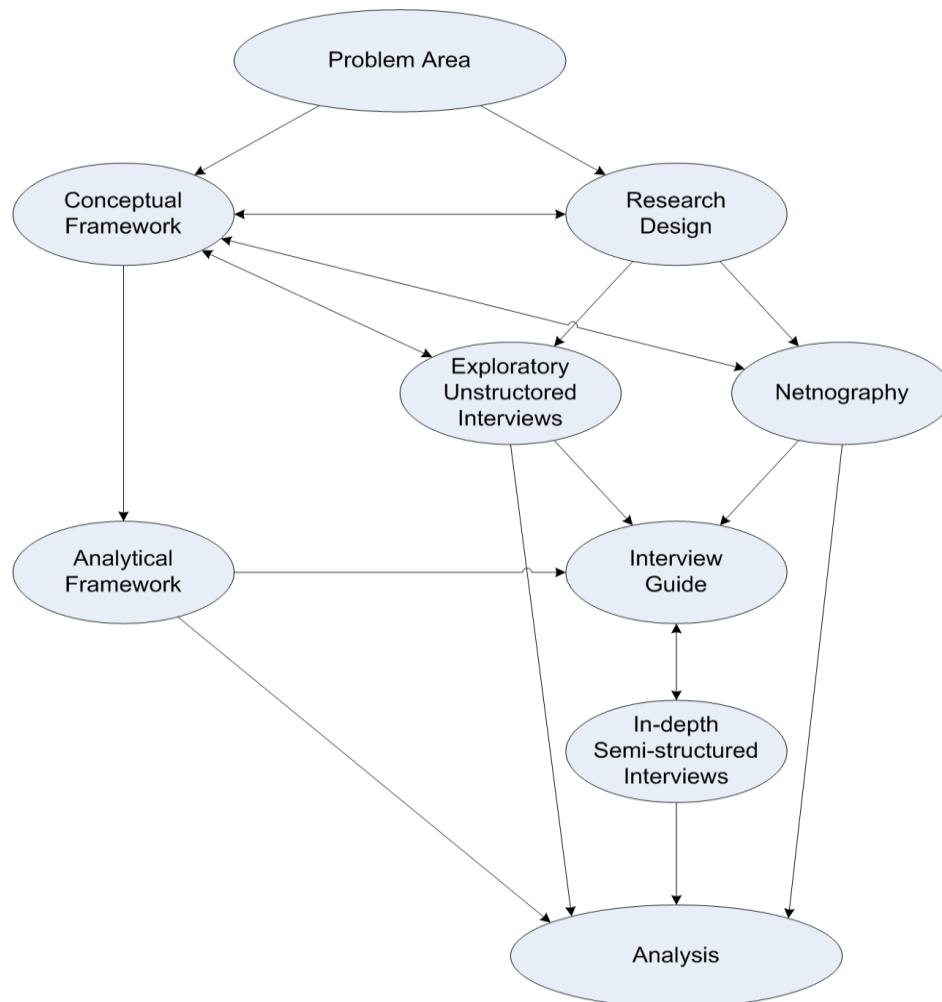 Problem Area
Conceptual
Framework
Research
Design
Exploratory
Unstructored
Interviews
Netnography
Analytical
Framework
Interview
Guide
In-depth
Semi-structured
Interviews
Analysis